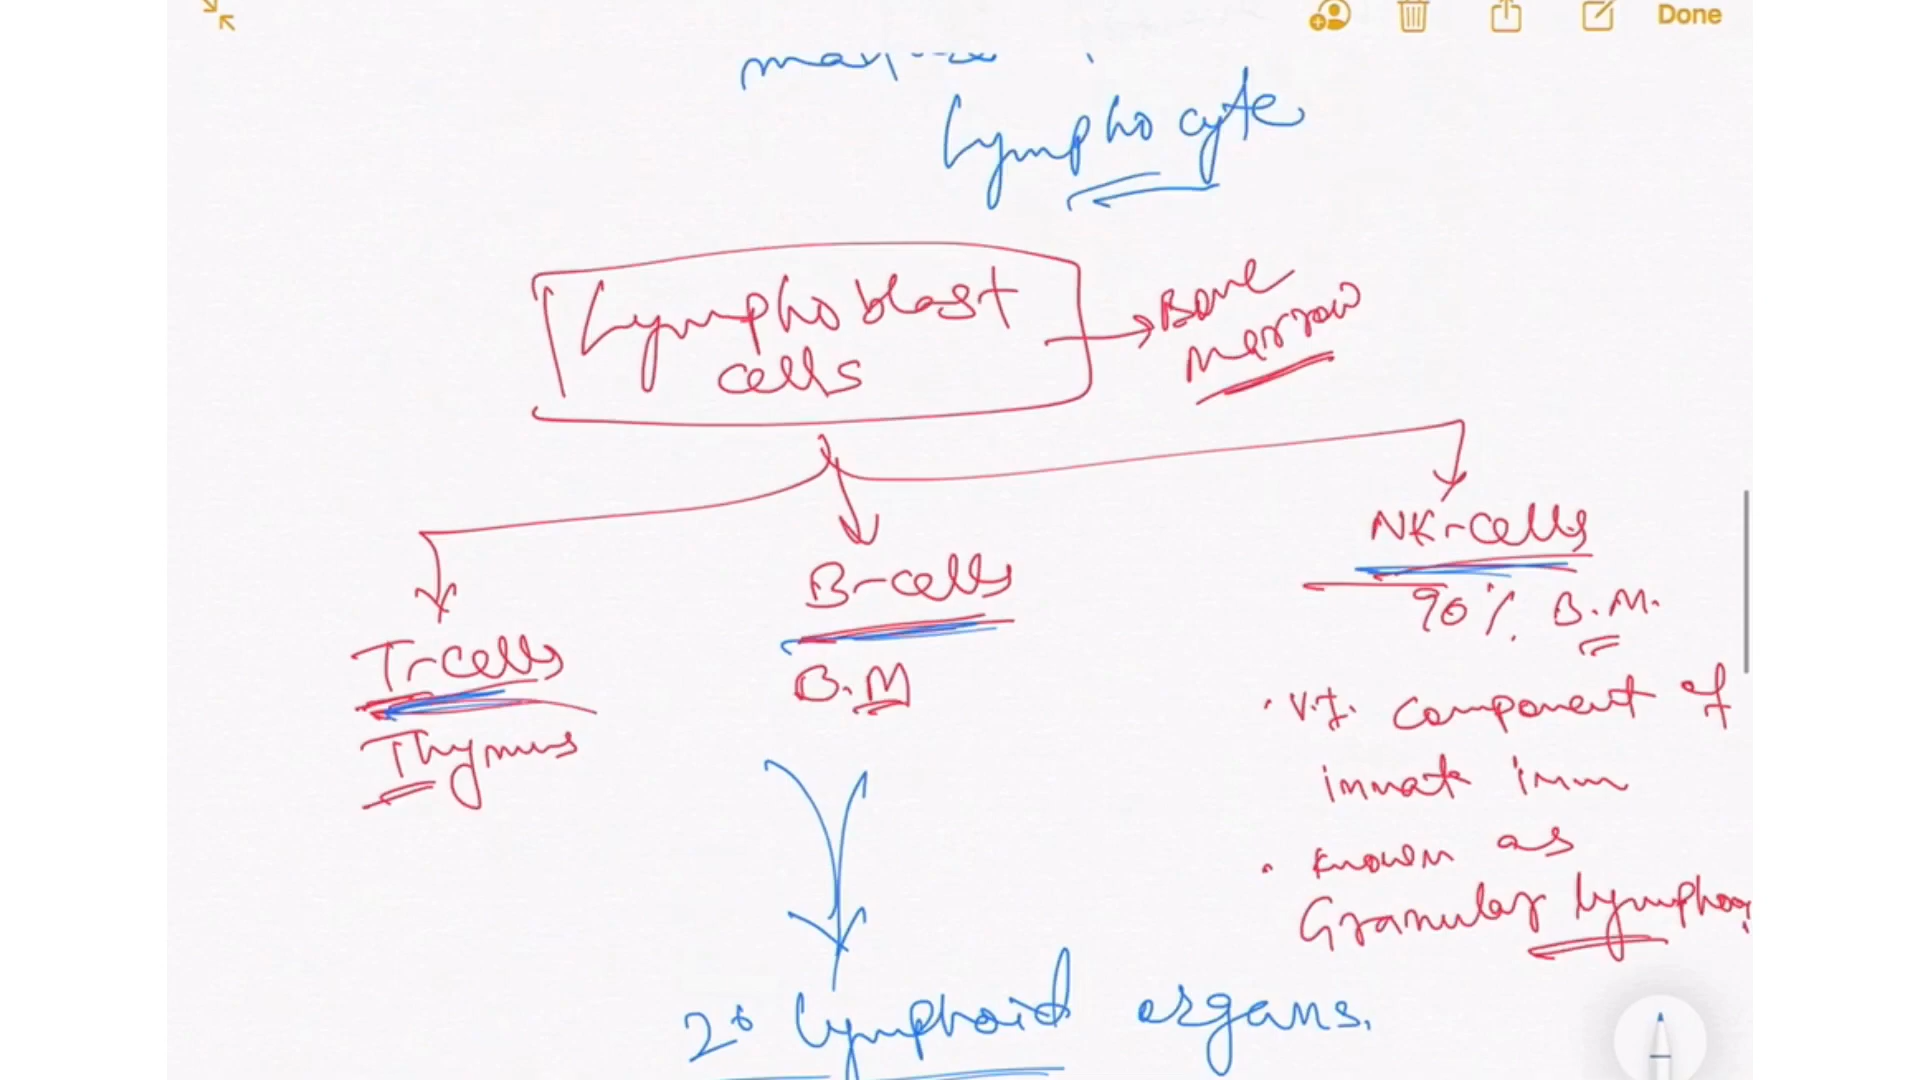 Done
Lymphocyte
Lymphoblast
cells
Bone
marrow
NK-cells
90% B.M.
B-cells
B.M
T-cells
Thymus
• V.I. component of
innate imm
• known as
Granular lympho
2° lymphoid organs.